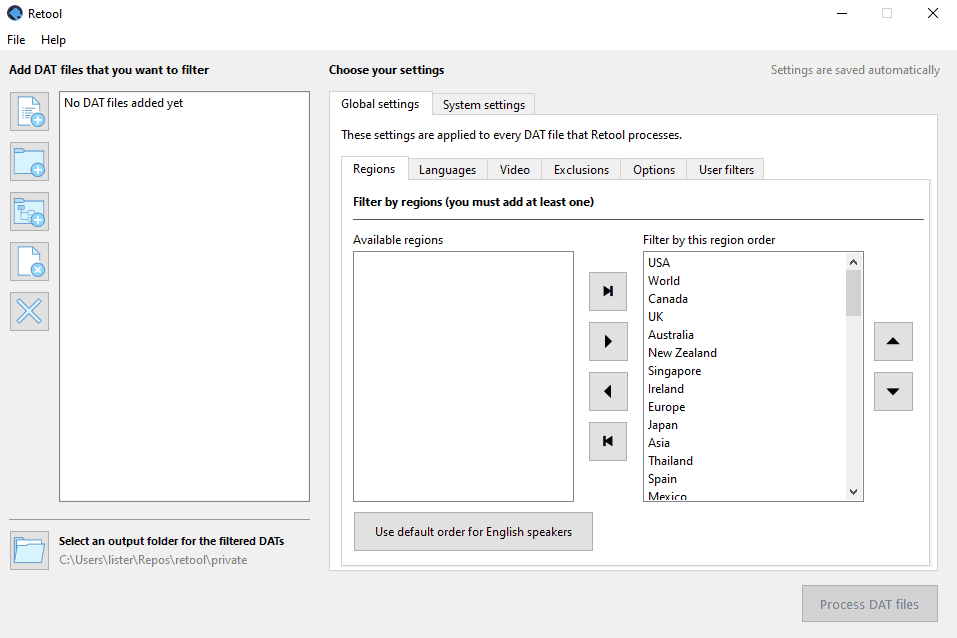 Retool
File Help
Add DAT files that you want to filter
No DAT files added yet
Select an output folder for the filtered DATs
C:\Users\lister\Repos\retool\private
Choose your settings
Settings are saved automatically
Global settings System settings
These settings are applied to every DAT file that Retool processes.
Regions Languages Video Exclusions Options User filters
Filter by regions (you must add at least one)
Available regions
Filter by this region order
USA
World
Canada
UK
Australia
New Zealand
Singapore
Ireland
Europe
Japan
Asia
Thailand
Spain
Mexico
Use default order for English speakers
Process DAT files